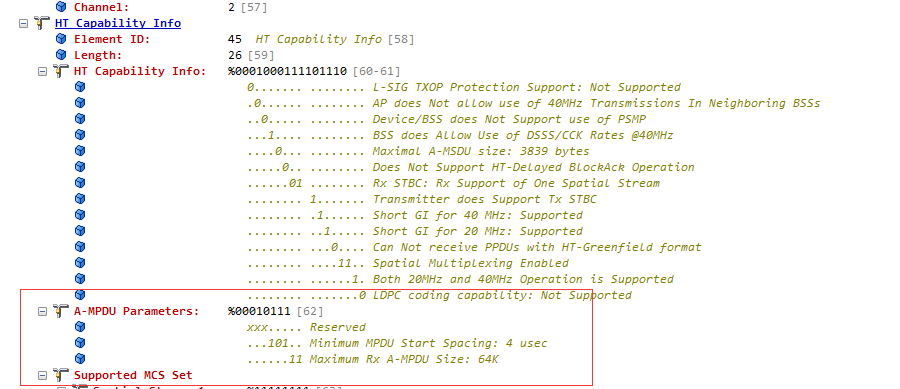 Channel: 2 [57]
HT Capability Info
Element ID: 45 HT Capability Info [58]
Length: 26 [59]
HT Capability Info: %0001000111101110 [60-61]
0....... ........ L-SIG TXOP Protection Support: Not Supported
.0...... ........ AP does Not allow use of 40MHz Transmissions In Neighboring BSSs
..0..... ........ Device/BSS does Not Support use of PSMP
...1.... ........ BSS does Allow Use of DSSS/CCK Rates @40MHz
....0... ........ Maximal A-MSDU size: 3839 bytes
.....0.. ........ Does Not Support HT-Delayed BlockAck Operation
......01 ........ Rx STBC: Rx Support of One Spatial Stream
........ 1....... Transmitter does Support Tx STBC
........ .1...... Short GI for 40 MHz: Supported
........ ..1..... Short GI for 20 MHz: Supported
........ ...0.... Can Not receive PPDUs with HT-Greenfield format
........ ....11.. Spatial Multiplexing Enabled
........ ......1. Both 20MHz and 40MHz Operation is Supported
........ .......0 LDPC coding capability: Not Supported
A-MPDU Parameters: %00010111 [62]
xxx..... Reserved
...101.. Minimum MPDU Start Spacing: 4 usec
......11 Maximum Rx A-MPDU Size: 64K
Supported MCS Set